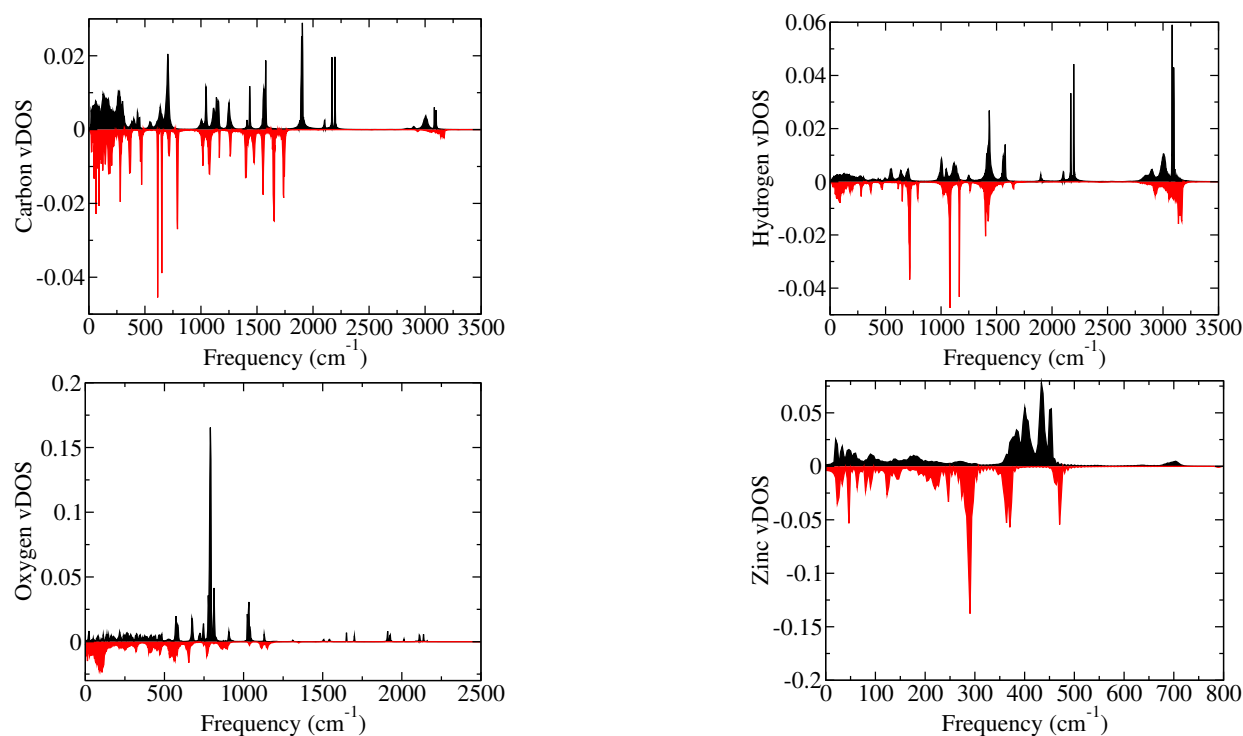 Carbon vDOS
0.02
0
-0.02
-0.04
0 500 1000 1500 2000 2500 3000 3500
Frequency (cm-1)
Hydrogen vDOS
0.06
0.04
0.02
0
-0.02
-0.04
0 500 1000 1500 2000 2500 3000 3500
Frequency (cm-1)
Oxygen vDOS
0.2
0.15
0.1
0.05
0
0 500 1000 1500 2000 2500
Frequency (cm-1)
Zinc vDOS
0.05
0
-0.05
-0.1
-0.15
-0.2
0 100 200 300 400 500 600 700 800
Frequency (cm-1)